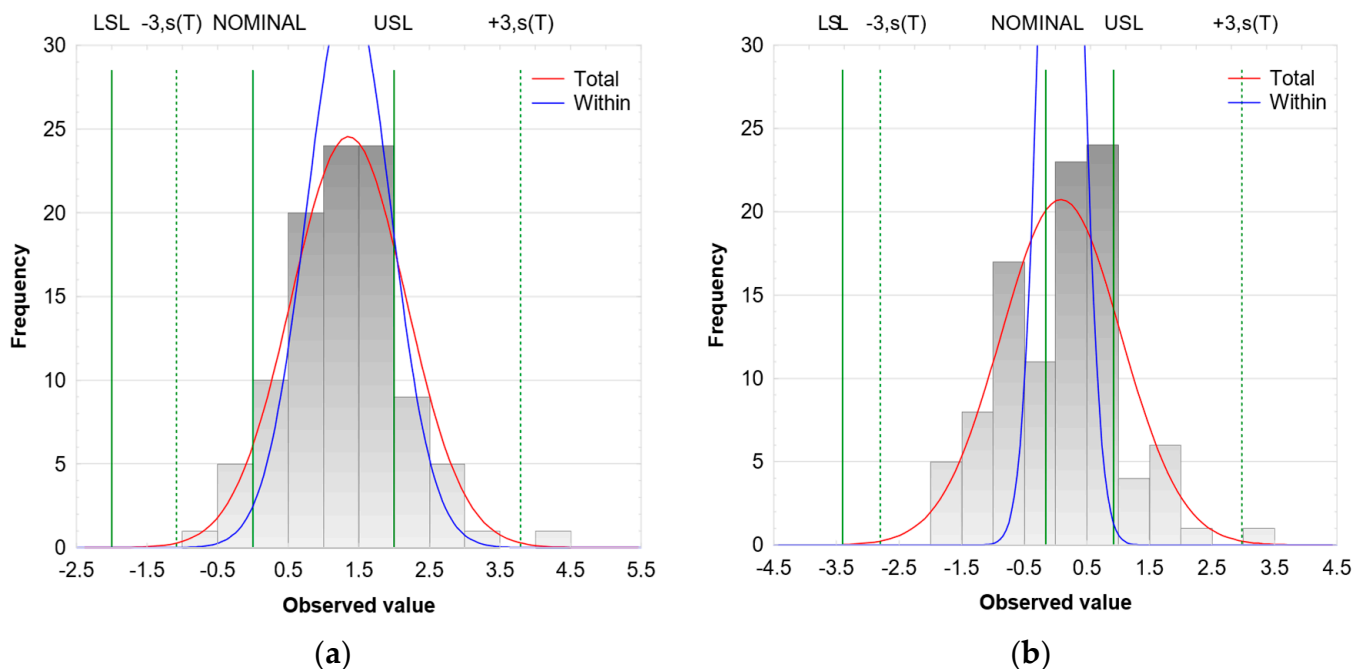 LSL -3,s(T) NOMINAL USL +3,s(T)
30
25
20
15
10
5
0
Frequency
Total
Within
-2.5 -1.5 -0.5 0.5 1.5 2.5 3.5 4.5 5.5
Observed value
(a)
LSL -3,s(T) NOMINAL USL +3,s(T)
30
25
20
15
10
5
0
Frequency
Total
Within
-4.5 -3.5 -2.5 -1.5 -0.5 0.5 1.5 2.5 3.5 4.5
Observed value
(b)